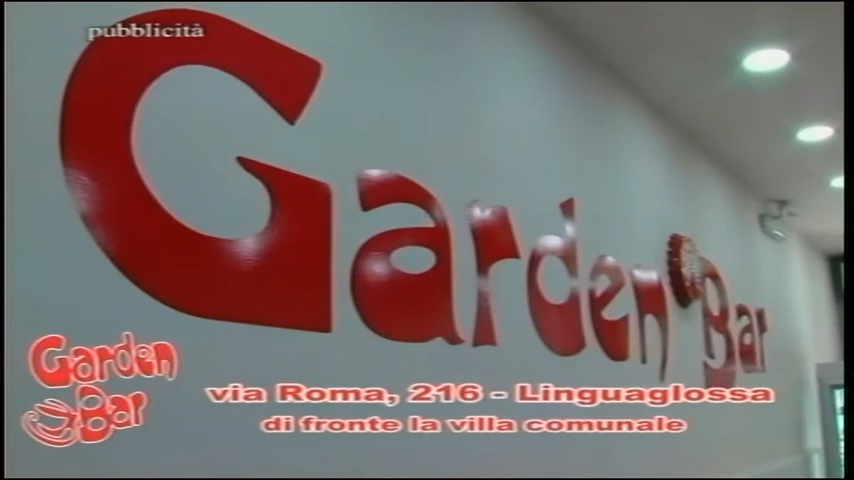 pubblicità
Garden Bar
Garden
Bar
via Roma, 216 - Linguaglossa
di fronte la villa comunale